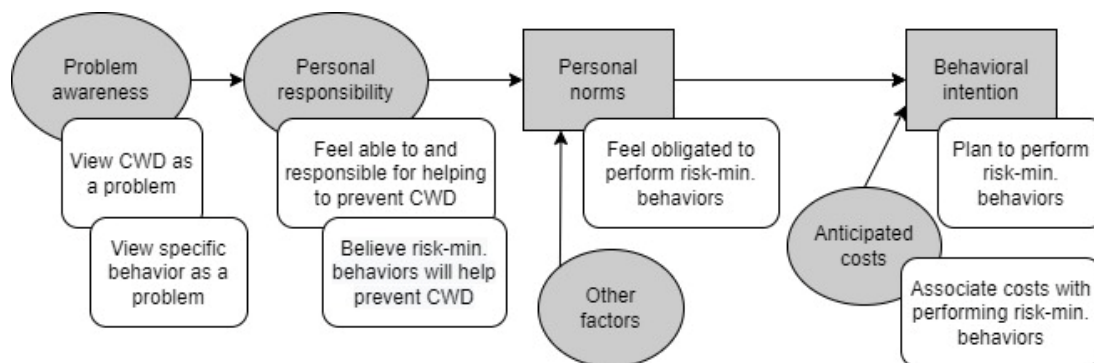 Problem
awareness
Personal
responsibility
Personal
norms
Behavioral
intention
View CWD as
a problem
View specific
behavior as a
problem
Feel able to and
responsible for helping
to prevent CWD
Believe risk-min.
behaviors will help
prevent CWD
Feel obligated to
perform risk-min.
behaviors
Other
factors
Plan to perform
risk-min.
behaviors
Anticipated
costs
Associate costs with
performing risk-min.
behaviors